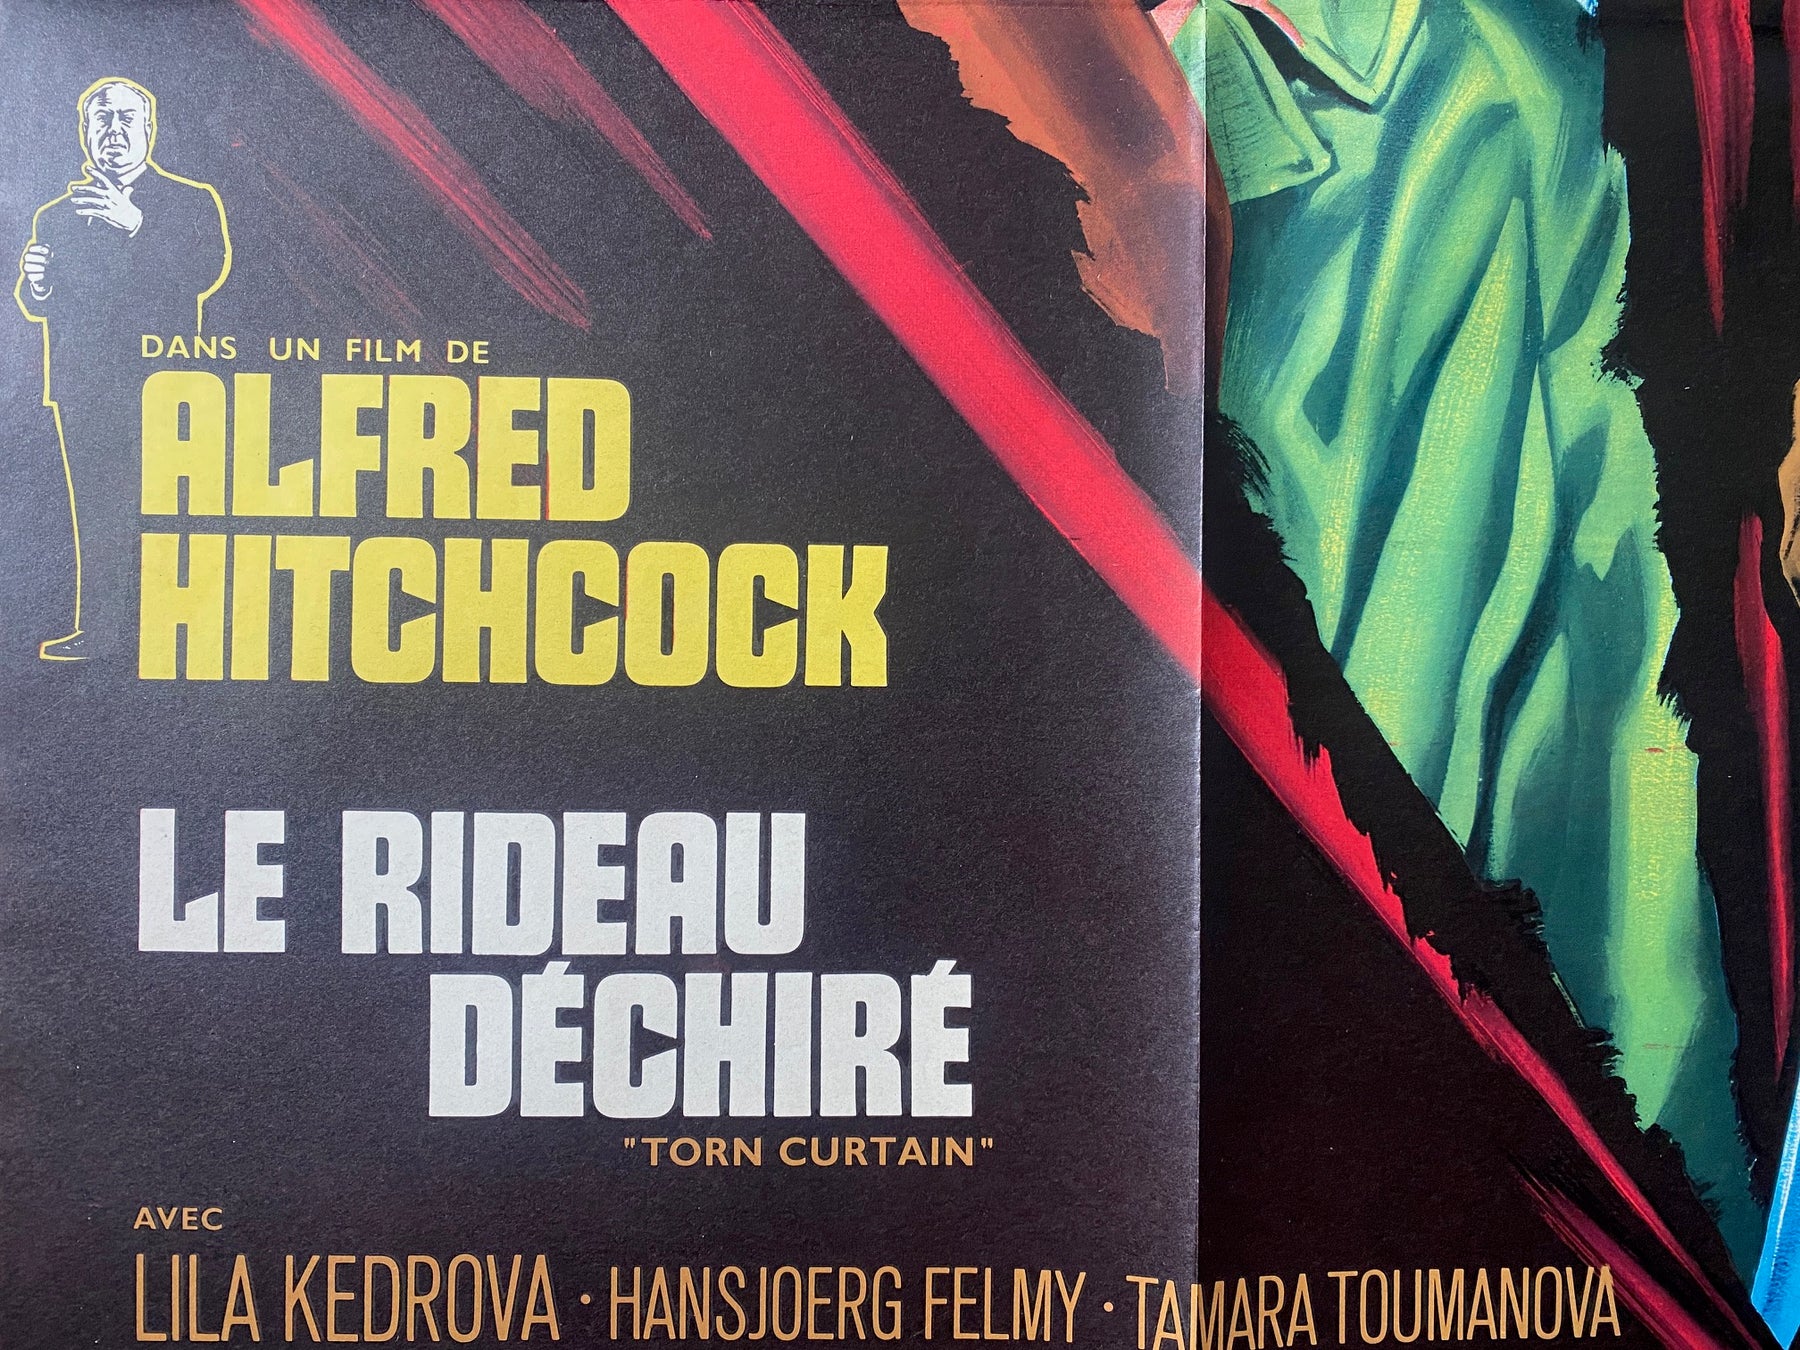 DANS UN FILM DE
ALFRED
HITCHCOCK
LE RIDEAU
DÉCHIRÉ
"TORN CURTAIN"
AVEC
LILA KEDROVA · HANSJOERG FELMY · TAMARA TOUMANOVA